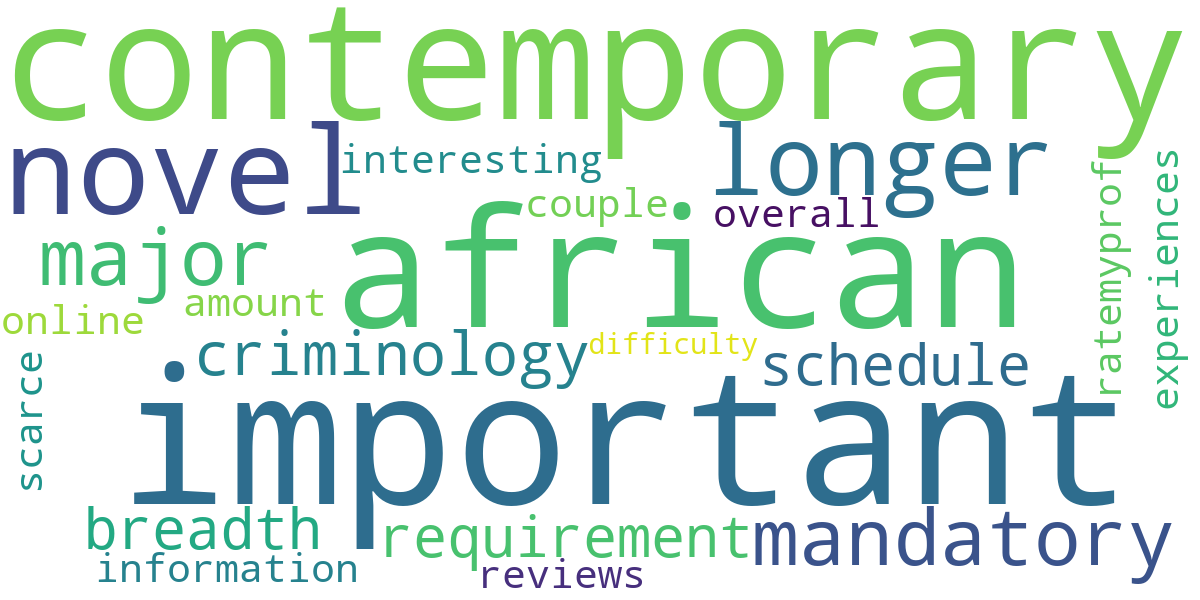 contemporary
novel
interesting
longer
couple
overall
major
african
amount
online
ratemyprof
experiences
criminology
difficulty
schedule
scarce
important
breadth
requirement
mandatory
information
reviews